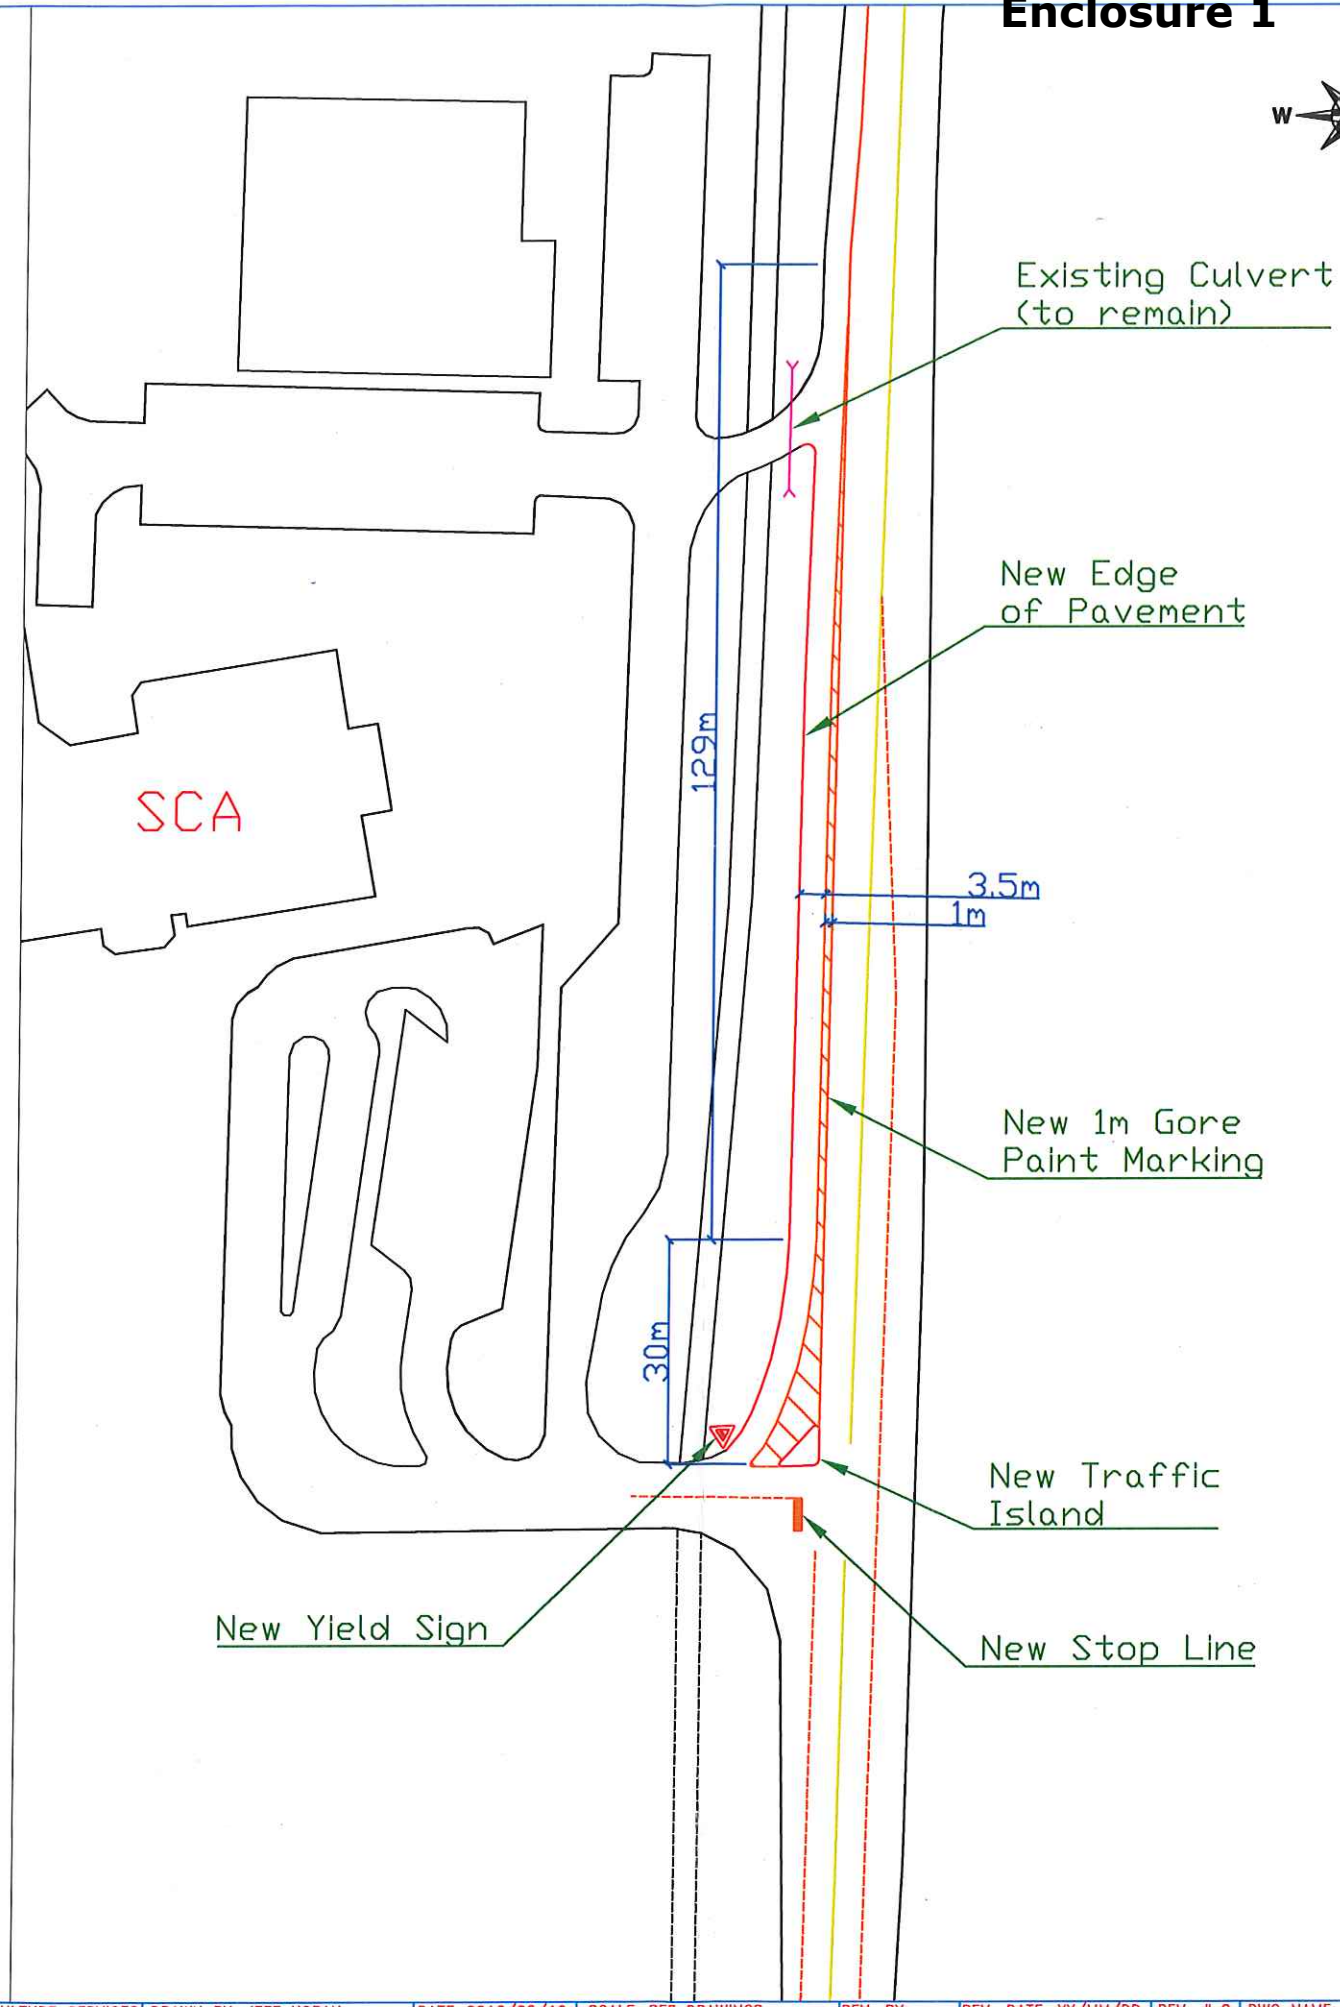 Enclosure 1
W
Existing Culvert
(to remain)
New Edge
of Pavement
129m
SCA
3.5m
1m
New 1m Gore
Paint Marking
30m
New Traffic
Island
New Yield Sign
New Stop Line